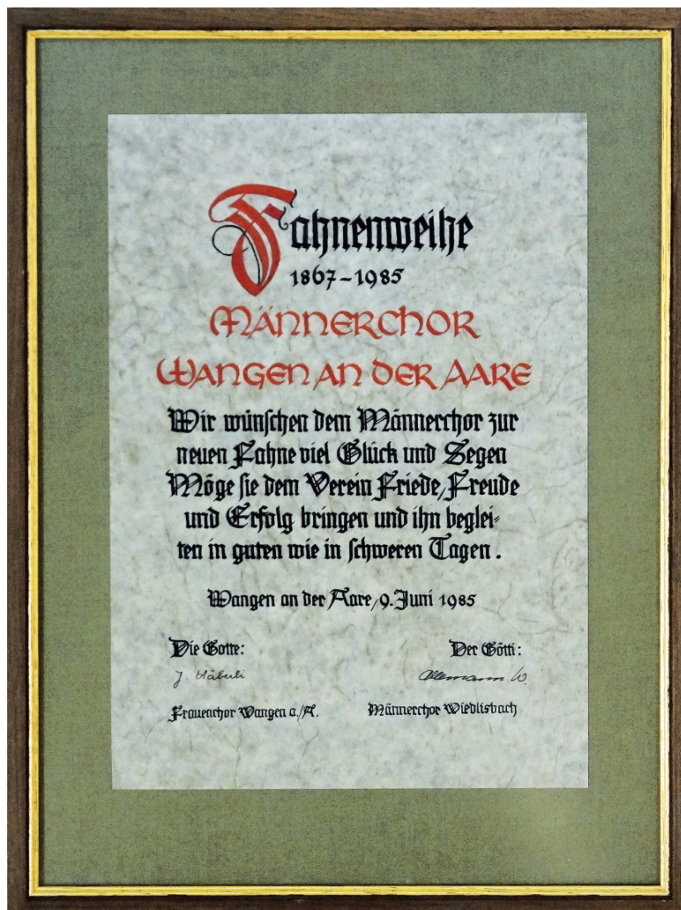 Fahnenweihe
1867-1985
MÄNNERCHOR
WANGEN AN DER AARE
Wir wünschen dem Männerchor zur
neuen Fahne viel Glück und Segen
Möge sie dem Verein Friede, Freude
und Erfolg bringen und ihn beglei-
ten in guten wie in schweren Tagen.
Wangen an der Aare, 9. Juni 1985
Die Gotte: Der Götti:
J. Allemann W.
Frauenchor Wangen a./A. Männerchor Wiedlisbach